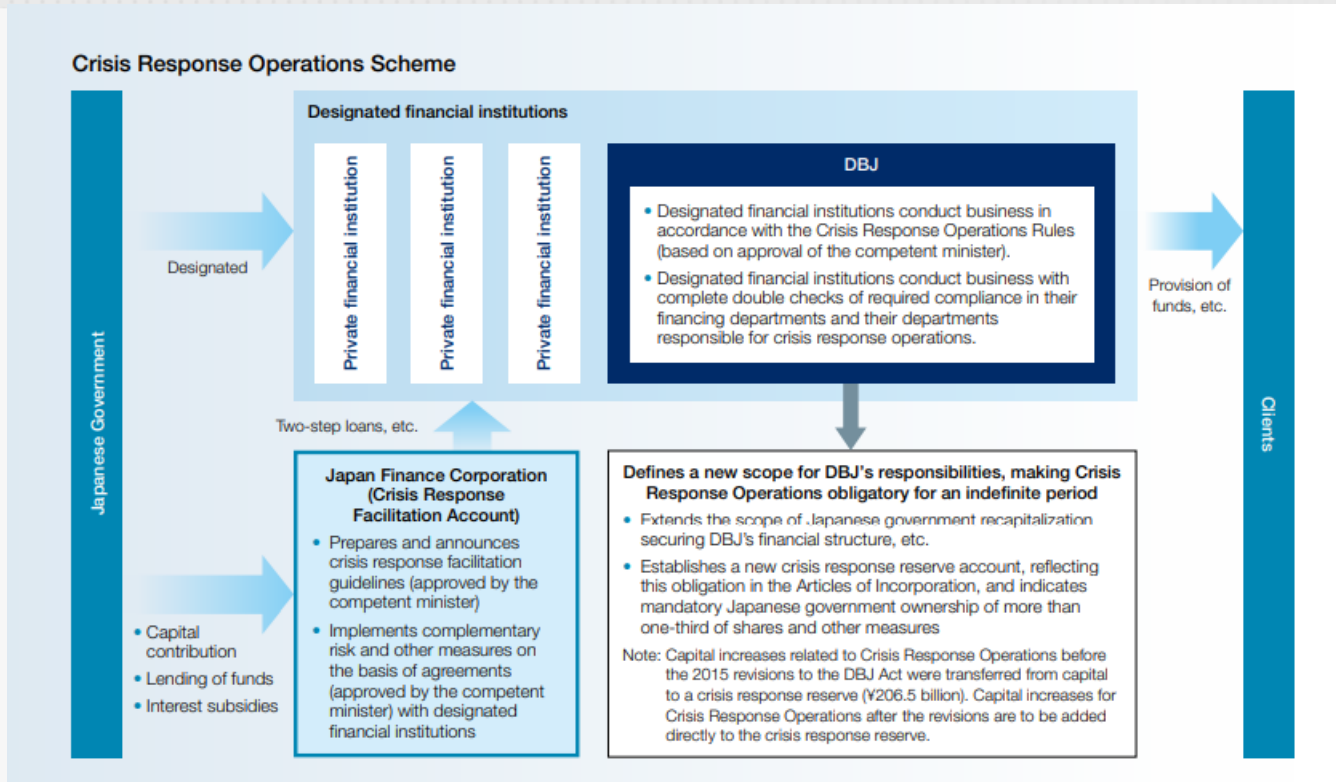 Crisis Response Operations Scheme
Japanese Government
Designated
Designated financial institutions
Private financial institution
Private financial institution
Private financial institution
DBJ
• Designated financial institutions conduct business in
accordance with the Crisis Response Operations Rules
(based on approval of the competent minister).
• Designated financial institutions conduct business with
complete double checks of required compliance in their
financing departments and their departments
responsible for crisis response operations.
Provision of
funds, etc.
Clients
Two-step loans, etc.
• Capital
contribution
• Lending of funds
• Interest subsidies
Japan Finance Corporation
(Crisis Response
Facilitation Account)
• Prepares and announces
crisis response facilitation
guidelines (approved by the
competent minister)
• Implements complementary
risk and other measures on
the basis of agreements
(approved by the competent
minister) with designated
financial institutions
Defines a new scope for DBJ's responsibilities, making Crisis
Response Operations obligatory for an indefinite period
• Extends the scope of Japanese government recapitalization
securing DBJ's financial structure, etc.
• Establishes a new crisis response reserve account, reflecting
this obligation in the Articles of Incorporation, and indicates
mandatory Japanese government ownership of more than
one-third of shares and other measures
Note: Capital increases related to Crisis Response Operations before
the 2015 revisions to the DBJ Act were transferred from capital
to a crisis response reserve (¥206.5 billion). Capital increases for
Crisis Response Operations after the revisions are to be added
directly to the crisis response reserve.